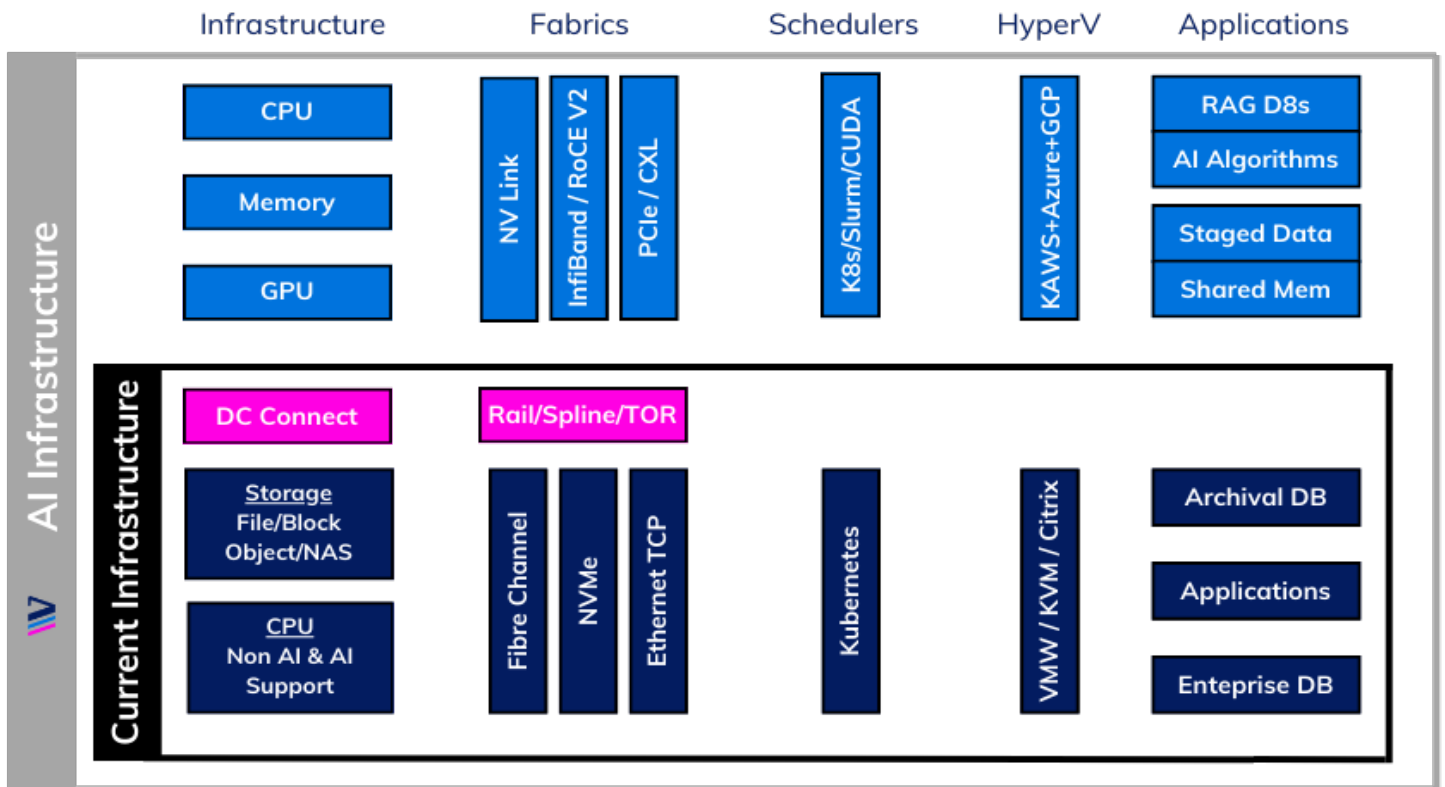 Infrastructure
Fabrics
Schedulers
HyperV
Applications
AI Infrastructure
CPU
Memory
GPU
NV Link
InfiBand / RoCE V2
PCIe / CXL
K8s/Slurm/CUDA
KAWS+Azure+GCP
RAG D8s
AI Algorithms
Staged Data
Shared Mem
Current Infrastructure
DC Connect
Rail/Spline/TOR
Storage
File/Block
Object/NAS
CPU
Non AI & AI
Support
Fibre Channel
NVMe
Ethernet TCP
Kubernetes
VMW / KVM / Citrix
Archival DB
Applications
Enteprise DB